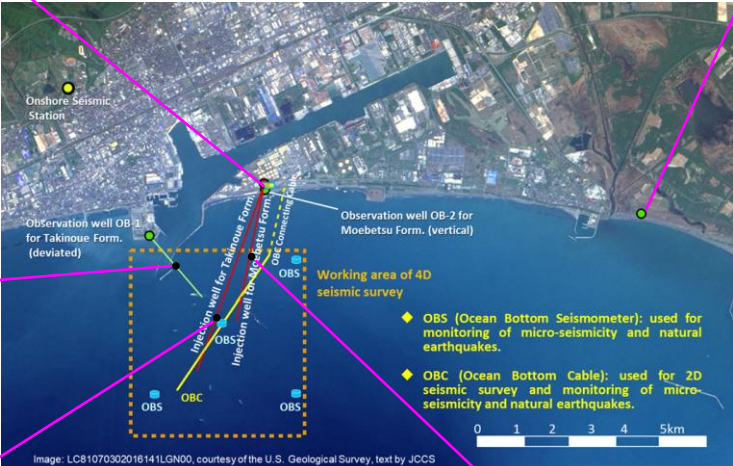 Onshore Seismic
Station
Observation well OB-1
for Takinoue Form.
(deviated)
Injection well for Takinoue Form.
Injection well for Moebetsu Form.
OBC Connecting Cable
Observation well OB-2 for
Moebetsu Form. (vertical)
OBS
Working area of 4D
seismic survey
OBS
OBC
OBS
OBS
◆ OBS (Ocean Bottom Seismometer): used for
monitoring of micro-seismicity and natural
earthquakes.
◆ OBC (Ocean Bottom Cable): used for 2D
seismic survey and monitoring of micro-
seismicity and natural earthquakes.
0 1 2 3 4 5km
Image: LC81070302016141LGN00, courtesy of the U.S. Geological Survey, text by JCCS